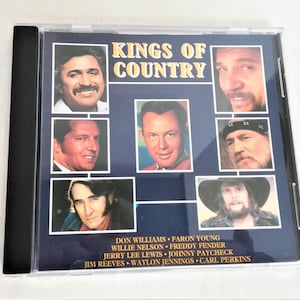 KINGS OF
COUNTRY
DON WILLIAMS • FARON YOUNG
WILLIE NELSON • FREDDY FENDER
JERRY LEE LEWIS • JOHNNY PAYCHECK
JIM REEVES • WAYLON JENNINGS • CARL PERKINS